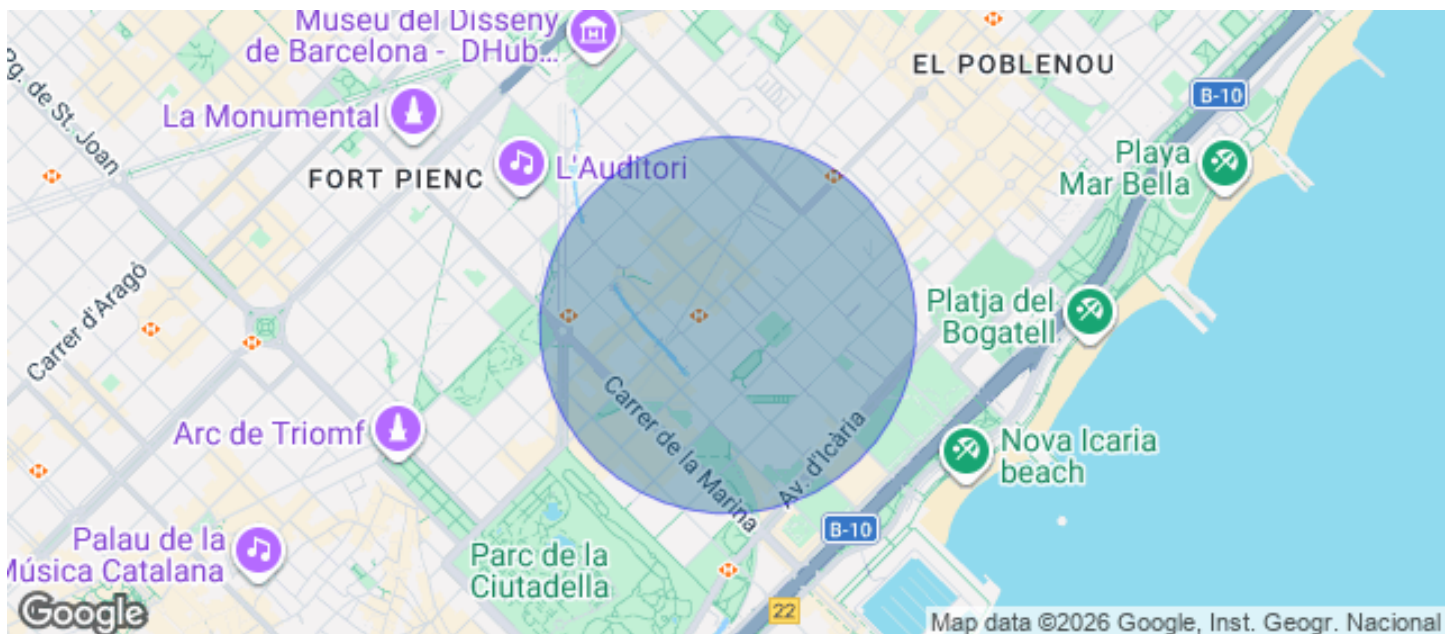 Museu del Disseny
de Barcelona - DHub...
EL POBLENOU
B-10
Pg. de St. Joan
La Monumental
Playa
Mar Bella
FORT PIENC
L'Auditori
Carrer d'Aragó
Platja del
Bogatell
Carrer de la Marina
Av. d'Icària
Arc de Triomf
Nova Icaria
beach
B-10
Palau de la
Música Catalana
Parc de la
Ciutadella
22
Google
Map data ©2026 Google, Inst. Geogr. Nacional